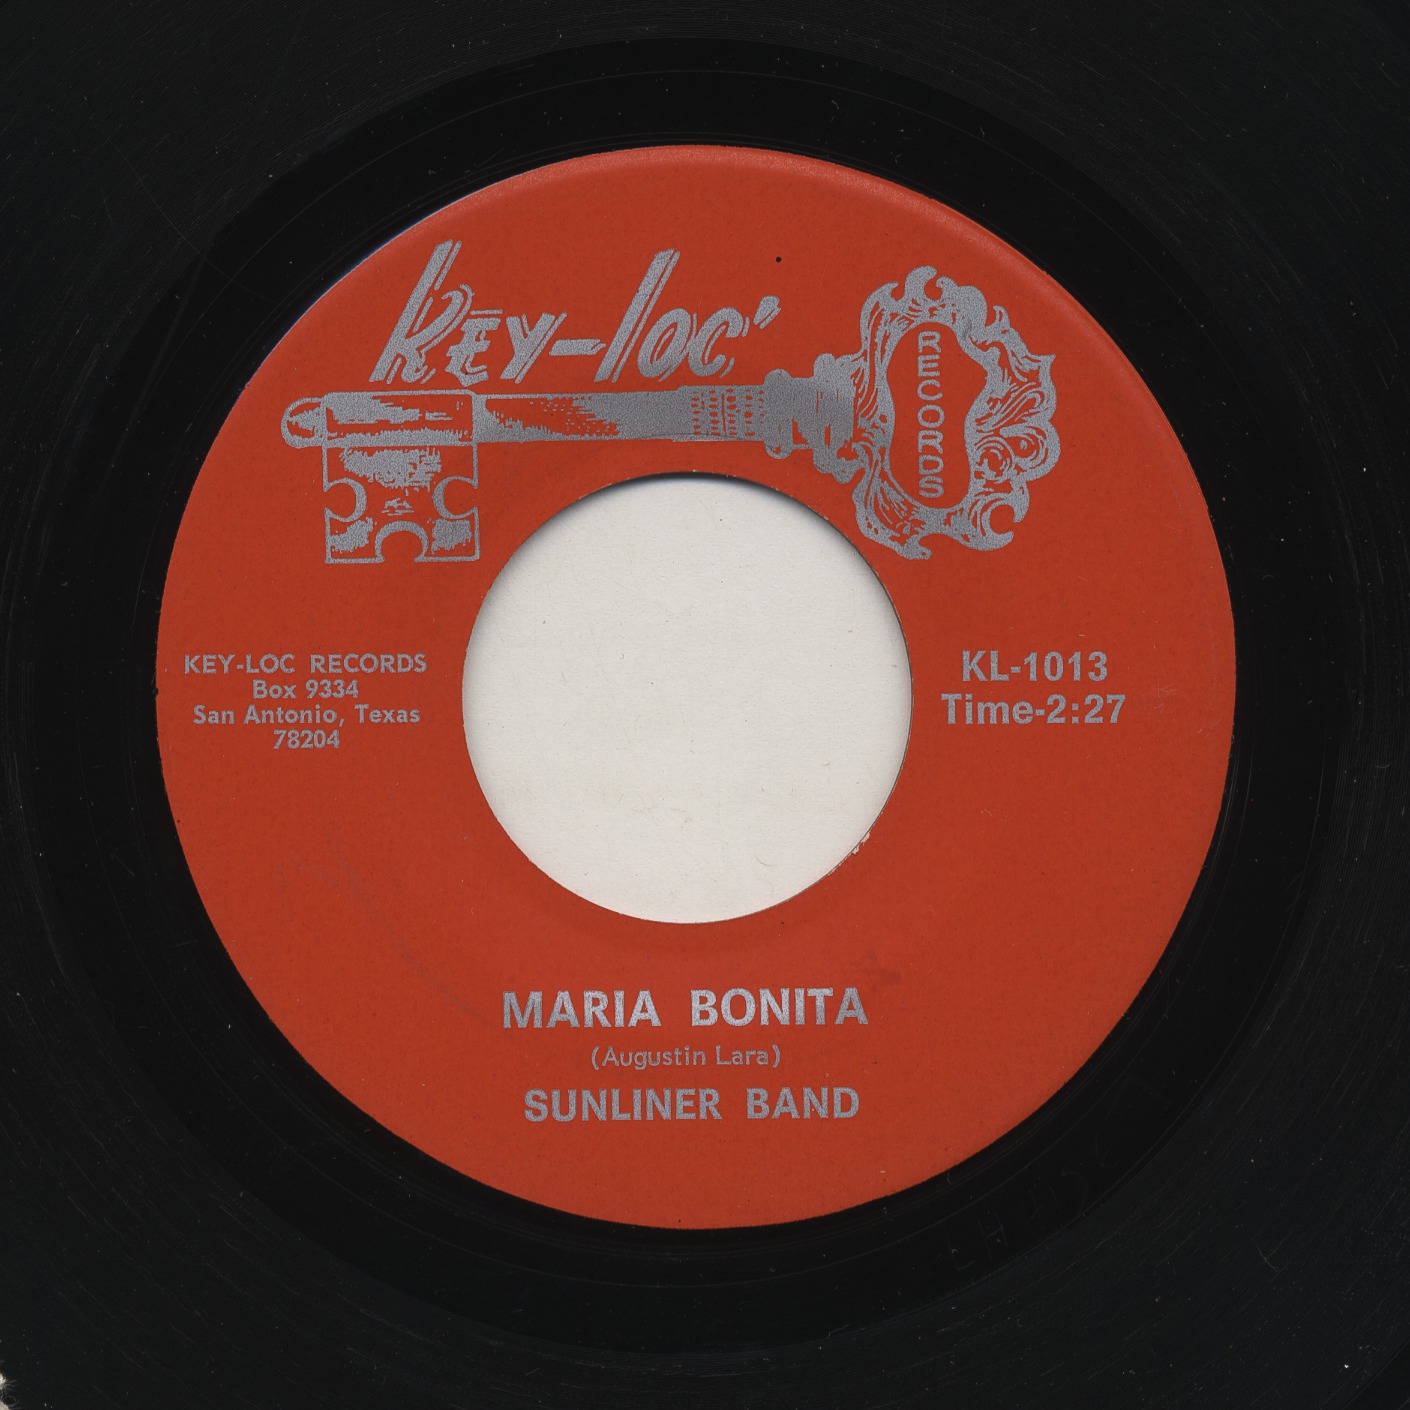 Key-loc'
RECORDS
KEY-LOC RECORDS
Box 9334
San Antonio, Texas
78204
KL-1013
Time-2:27
MARIA BONITA
(Augustin Lara)
SUNLINER BAND